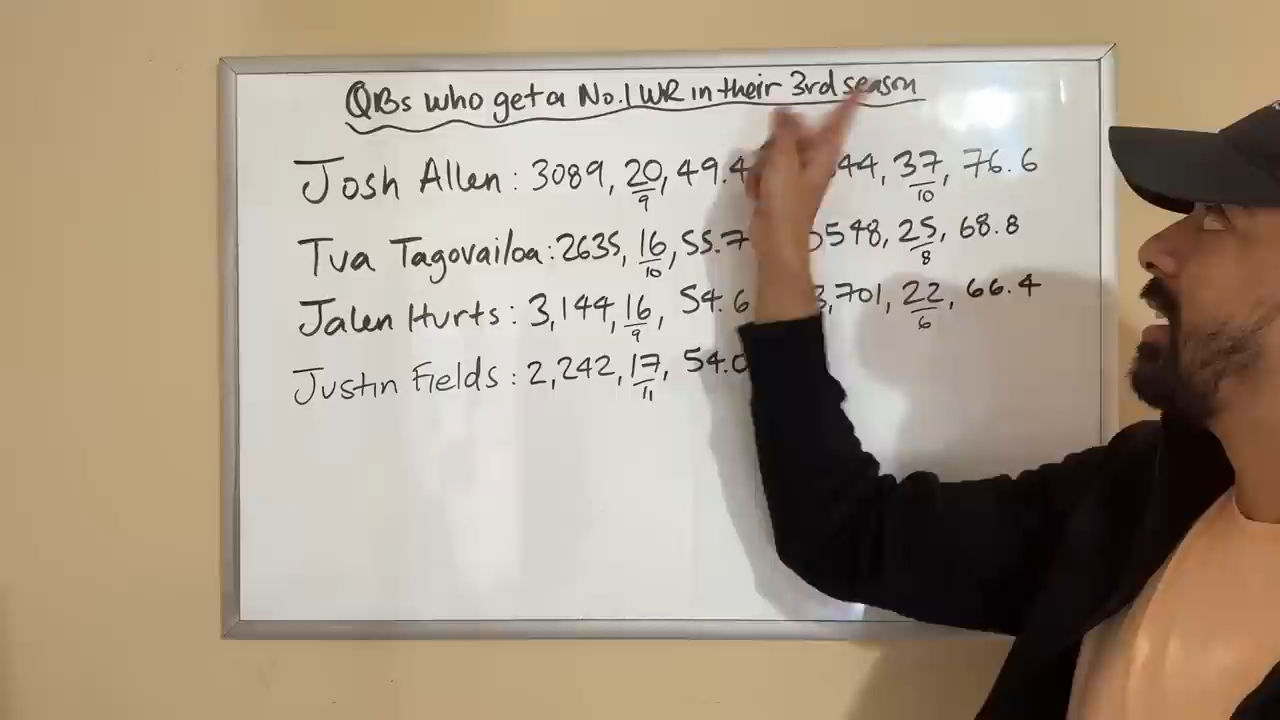 QBs who get a No.1 WR in their 3rd season
Josh Allen: 3089, 20/9, 49.4 544, 37/10, 76.6
Tua Tagovailoa: 2635, 16/10, 55.7 3548, 25/8, 68.8
Jalen Hurts: 3,144, 16/9, 54.6 3,701, 22/6, 66.4
Justin Fields: 2,242, 17/11, 54.0